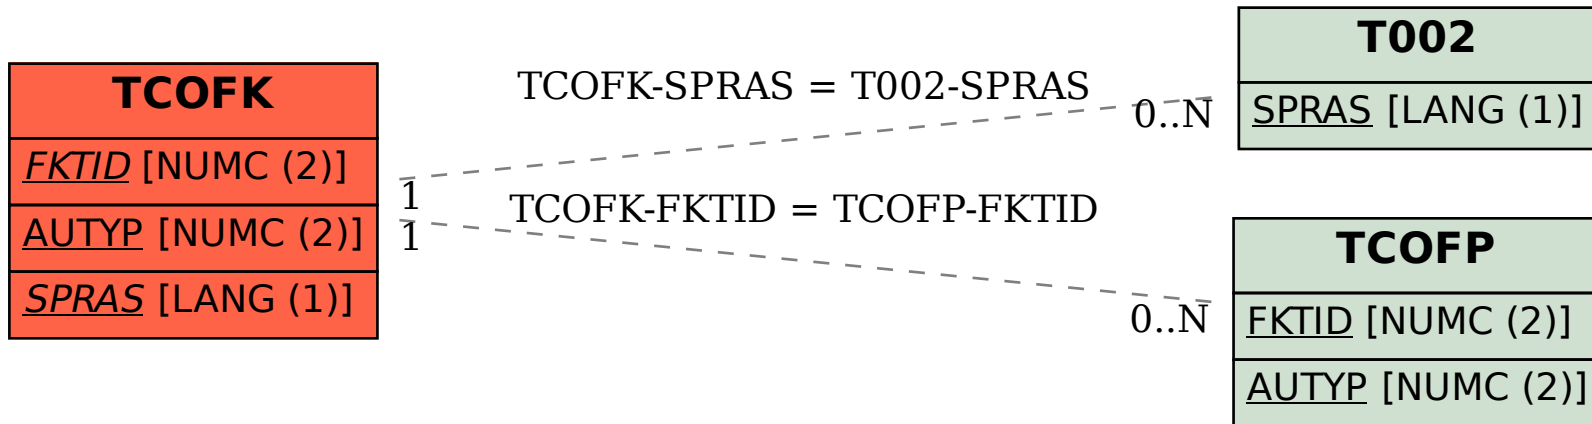 TCOFK
FKTID [NUMC (2)]
AUTYP [NUMC (2)]
SPRAS [LANG (1)]
TCOFK-SPRAS = T002-SPRAS
1
0..N
TCOFK-FKTID = TCOFP-FKTID
1
0..N
T002
SPRAS [LANG (1)]
TCOFP
FKTID [NUMC (2)]
AUTYP [NUMC (2)]